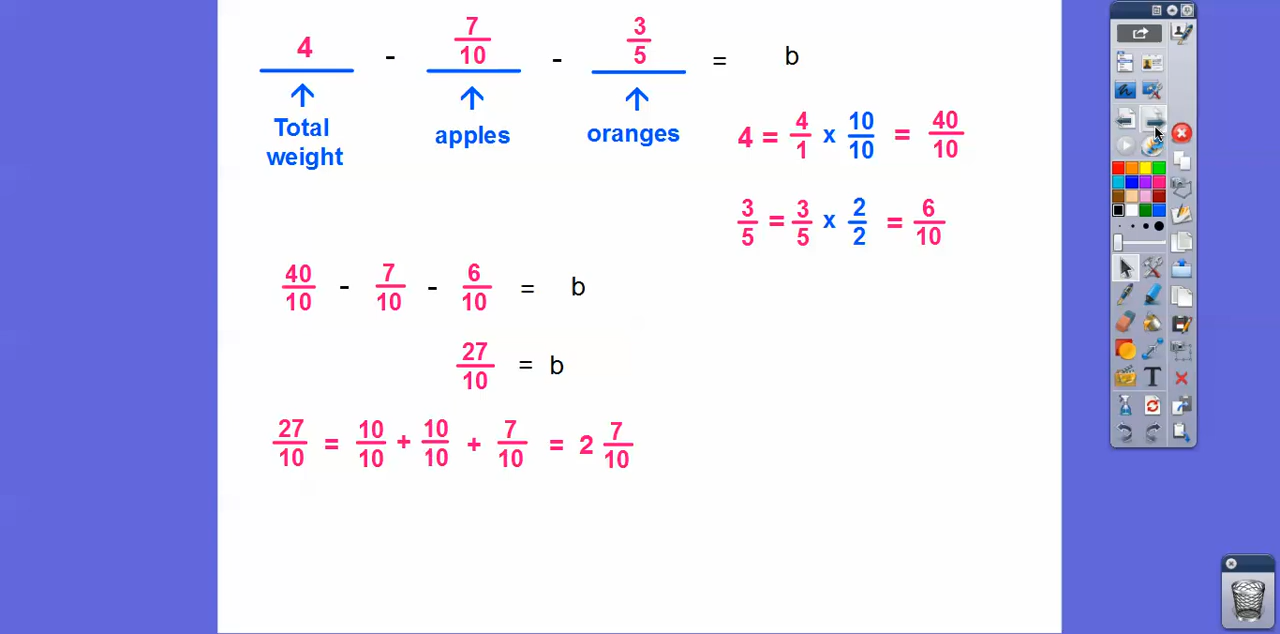 4 - 7/10 - 3/5 = b
Total weight
apples
oranges
4 = 4/1 x 10/10 = 40/10
3/5 = 3/5 x 2/2 = 6/10
40/10 - 7/10 - 6/10 = b
27/10 = b
27/10 = 10/10 + 10/10 + 7/10 = 2 7/10
T